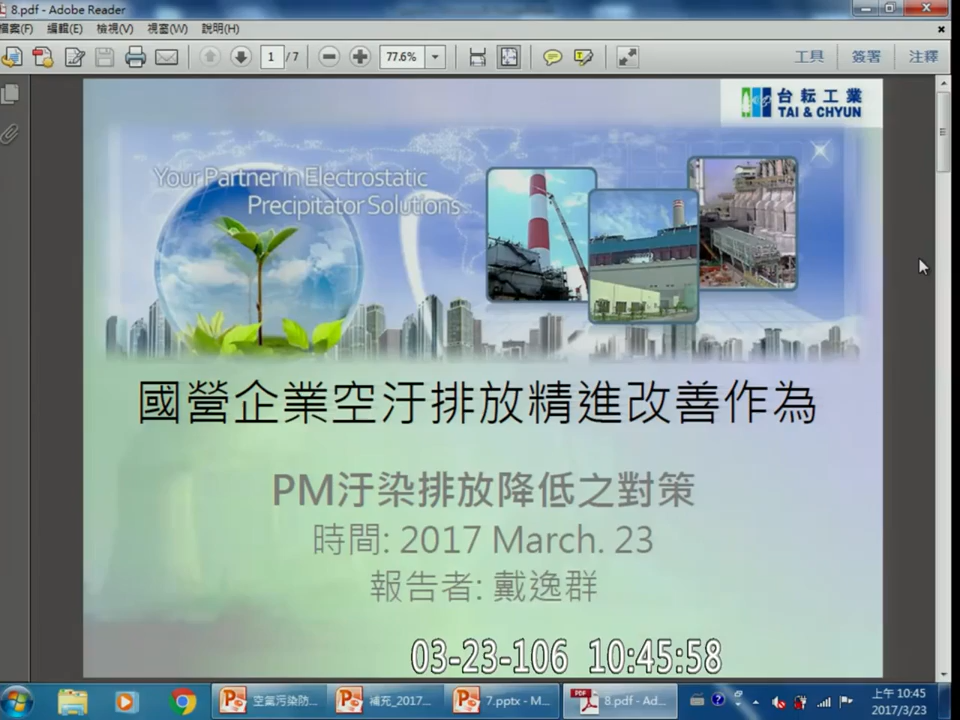 8.pdf - Adobe Reader
檔案(F) 編輯(E) 檢視(V) 視窗(W) 說明(H)
1 / 7 77.6% 工具 簽署 注釋
台耘工業
TAI & CHYUN
Your Partner in Electrostatic
Precipitator Solutions
國營企業空汙排放精進改善作為
PM汙染排放降低之對策
時間: 2017 March. 23
報告者: 戴逸群
03-23-106 10:45:58
空氣污染防... 補充_2017... 7.pptx - M... 8.pdf - Ad... 上午 10:45
2017/3/23